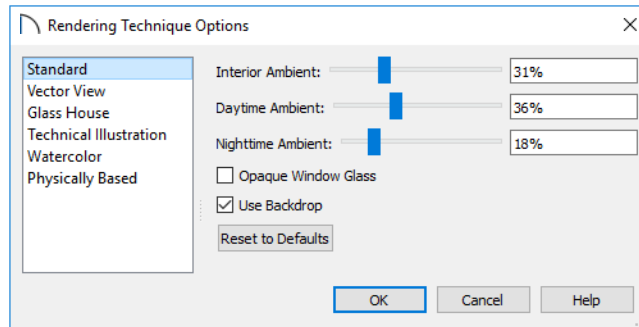 Rendering Technique Options
Standard
Vector View
Glass House
Technical Illustration
Watercolor
Physically Based
Interior Ambient: 31%
Daytime Ambient: 36%
Nighttime Ambient: 18%
Opaque Window Glass
Use Backdrop
Reset to Defaults
OK Cancel Help